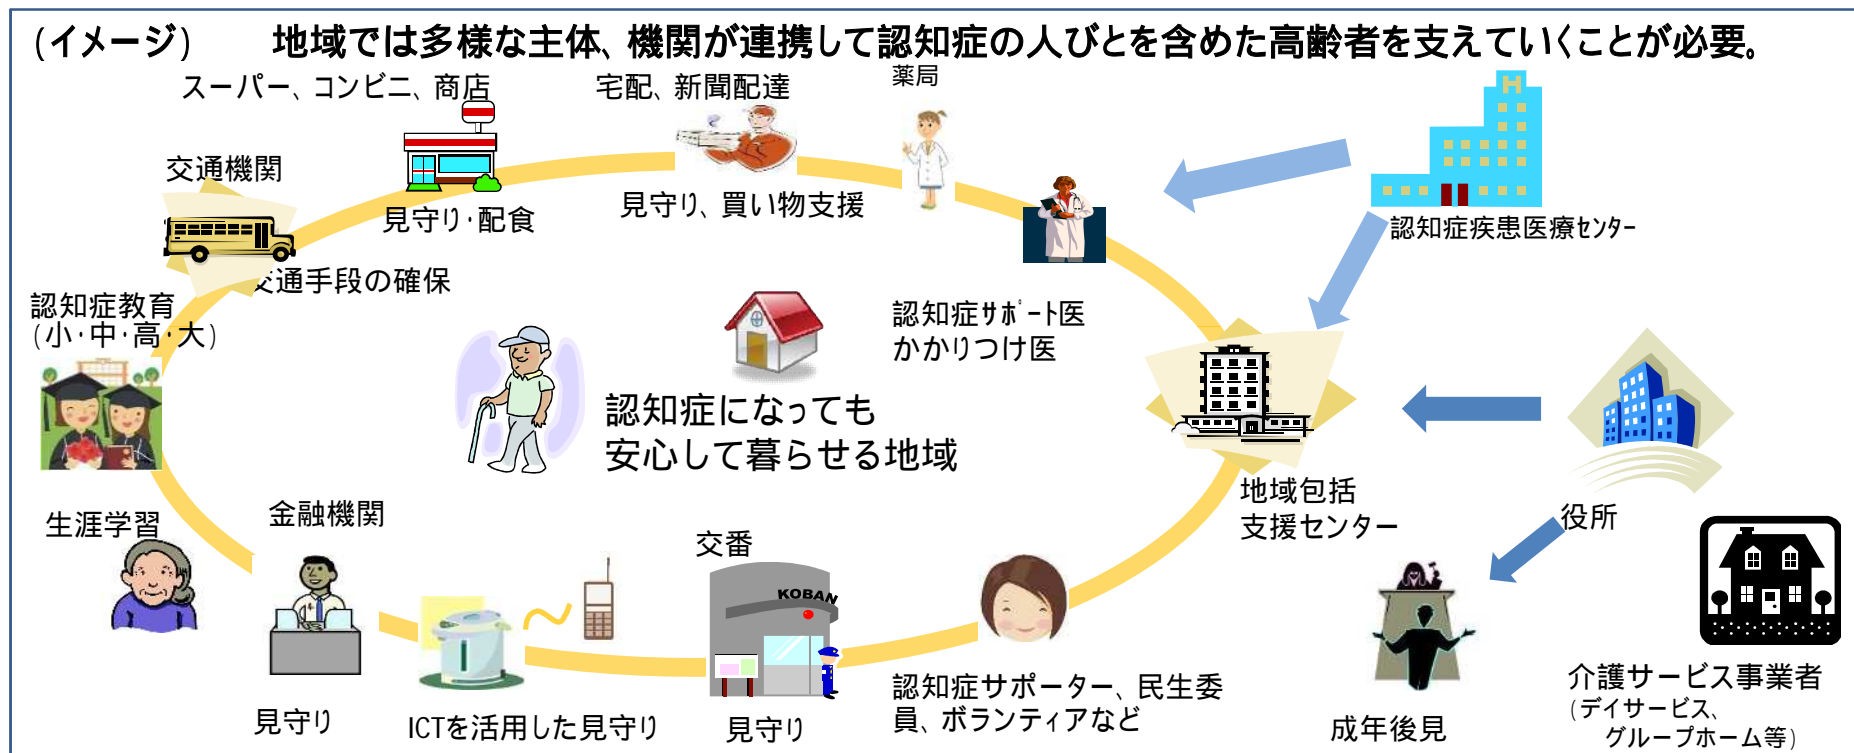 (イメージ) 地域では多様な主体、機関が連携して認知症の人びとを含めた高齢者を支えていくことが必要。
スーパー、コンビニ、商店
宅配、新聞配達
薬局
交通機関
見守り・配食
見守り、買い物支援
認知症疾患医療センター
交通手段の確保
認知症教育
(小・中・高・大)
認知症サポート医
かかりつけ医
認知症になっても
安心して暮らせる地域
地域包括
支援センター
役所
生涯学習
金融機関
交番
KOBAN
見守り
ICTを活用した見守り
見守り
認知症サポーター、民生委
員、ボランティアなど
成年後見
介護サービス事業者
(デイサービス、
グループホーム等)